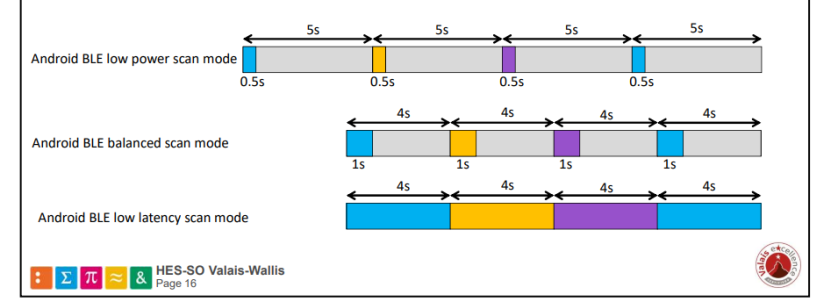 5s 5s 5s 5s
Android BLE low power scan mode
0.5s 0.5s 0.5s 0.5s
4s 4s 4s 4s
Android BLE balanced scan mode
1s 1s 1s 1s
4s 4s 4s 4s
Android BLE low latency scan mode
: Σ π ≈ &
HES-SO Valais-Wallis
Page 16
Valais excellence